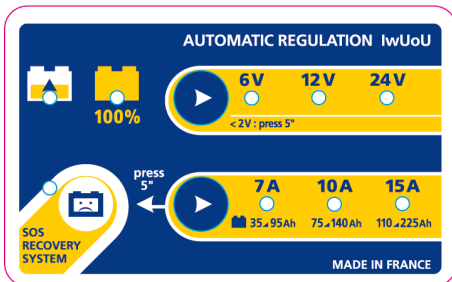 AUTOMATIC REGULATION IwUoU
6V 12V 24V
100%
< 2V : press 5"
press
5"
7A 10A 15A
35⊿95Ah 75⊿140Ah 110⊿225Ah
SOS
RECOVERY
SYSTEM
MADE IN FRANCE